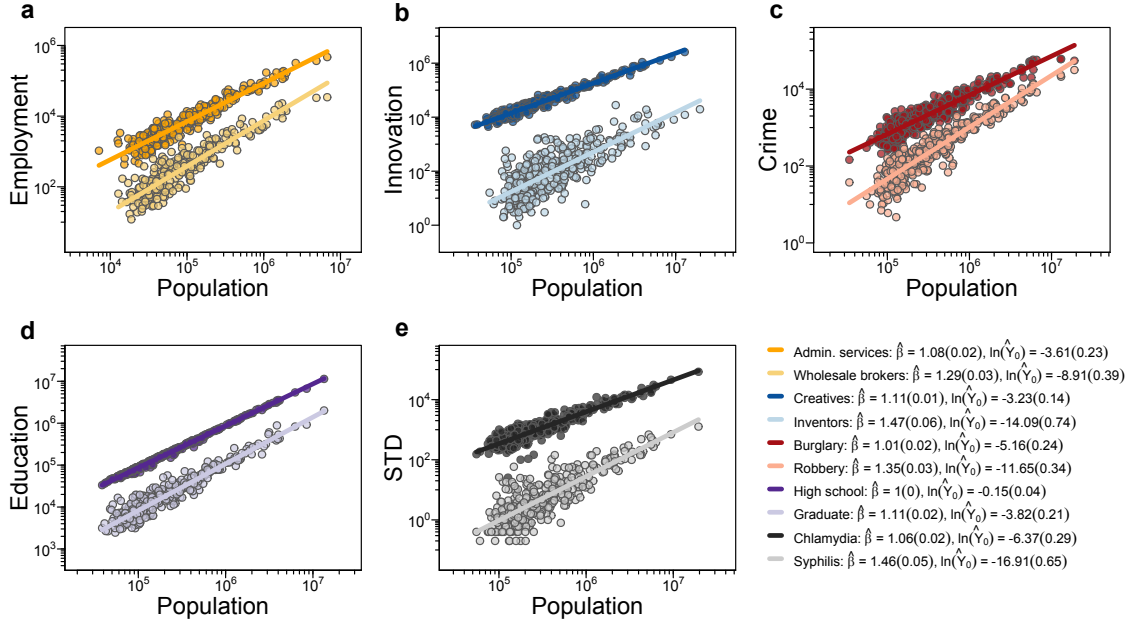 a
Employment
10^6
10^4
10^2
10^4 10^5 10^6 10^7
Population
b
Innovation
10^6
10^4
10^2
10^0
10^5 10^6 10^7
Population
c
Crime
10^4
10^2
10^0
10^5 10^6 10^7
Population
d
Education
10^7
10^6
10^5
10^4
10^3
10^5 10^6 10^7
Population
e
STD
10^4
10^2
10^0
10^5 10^6 10^7
Population
Admin. services: β̂ = 1.08(0.02), ln(Ŷ₀) = -3.61(0.23)
Wholesale brokers: β̂ = 1.29(0.03), ln(Ŷ₀) = -8.91(0.39)
Creatives: β̂ = 1.11(0.01), ln(Ŷ₀) = -3.23(0.14)
Inventors: β̂ = 1.47(0.06), ln(Ŷ₀) = -14.09(0.74)
Burglary: β̂ = 1.01(0.02), ln(Ŷ₀) = -5.16(0.24)
Robbery: β̂ = 1.35(0.03), ln(Ŷ₀) = -11.65(0.34)
High school: β̂ = 1(0), ln(Ŷ₀) = -0.15(0.04)
Graduate: β̂ = 1.11(0.02), ln(Ŷ₀) = -3.82(0.21)
Chlamydia: β̂ = 1.06(0.02), ln(Ŷ₀) = -6.37(0.29)
Syphilis: β̂ = 1.46(0.05), ln(Ŷ₀) = -16.91(0.65)